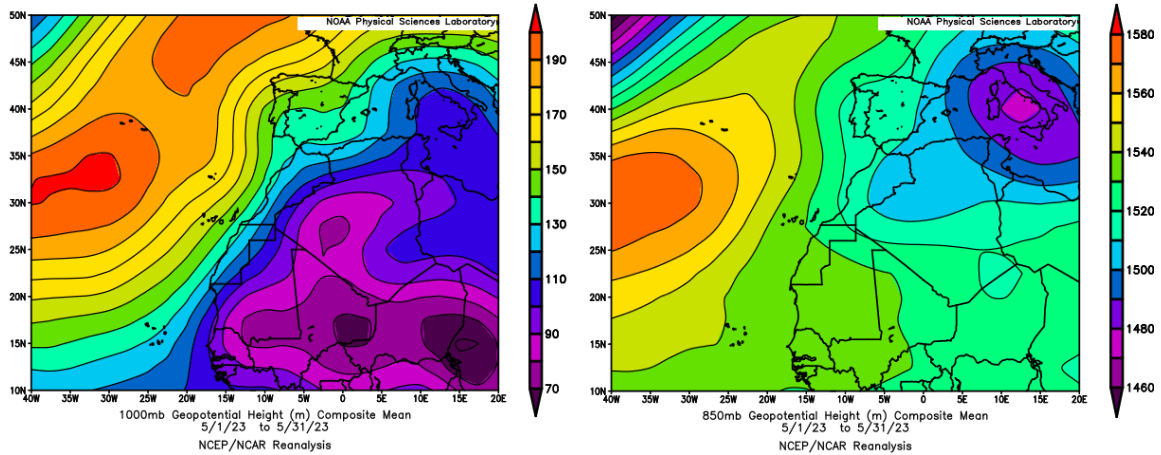 NOAA Physical Sciences Laboratory
50N
45N
40N
35N
30N
25N
20N
15N
10N
40W 35W 30W 25W 20W 15W 10W 5W 0 5E 10E 15E 20E
190
170
150
130
110
90
70
1000mb Geopotential Height (m) Composite Mean
5/1/23 to 5/31/23
NCEP/NCAR Reanalysis
NOAA Physical Sciences Laboratory
50N
45N
40N
35N
30N
25N
20N
15N
10N
40W 35W 30W 25W 20W 15W 10W 5W 0 5E 10E 15E 20E
1580
1560
1540
1520
1500
1480
1460
850mb Geopotential Height (m) Composite Mean
5/1/23 to 5/31/23
NCEP/NCAR Reanalysis